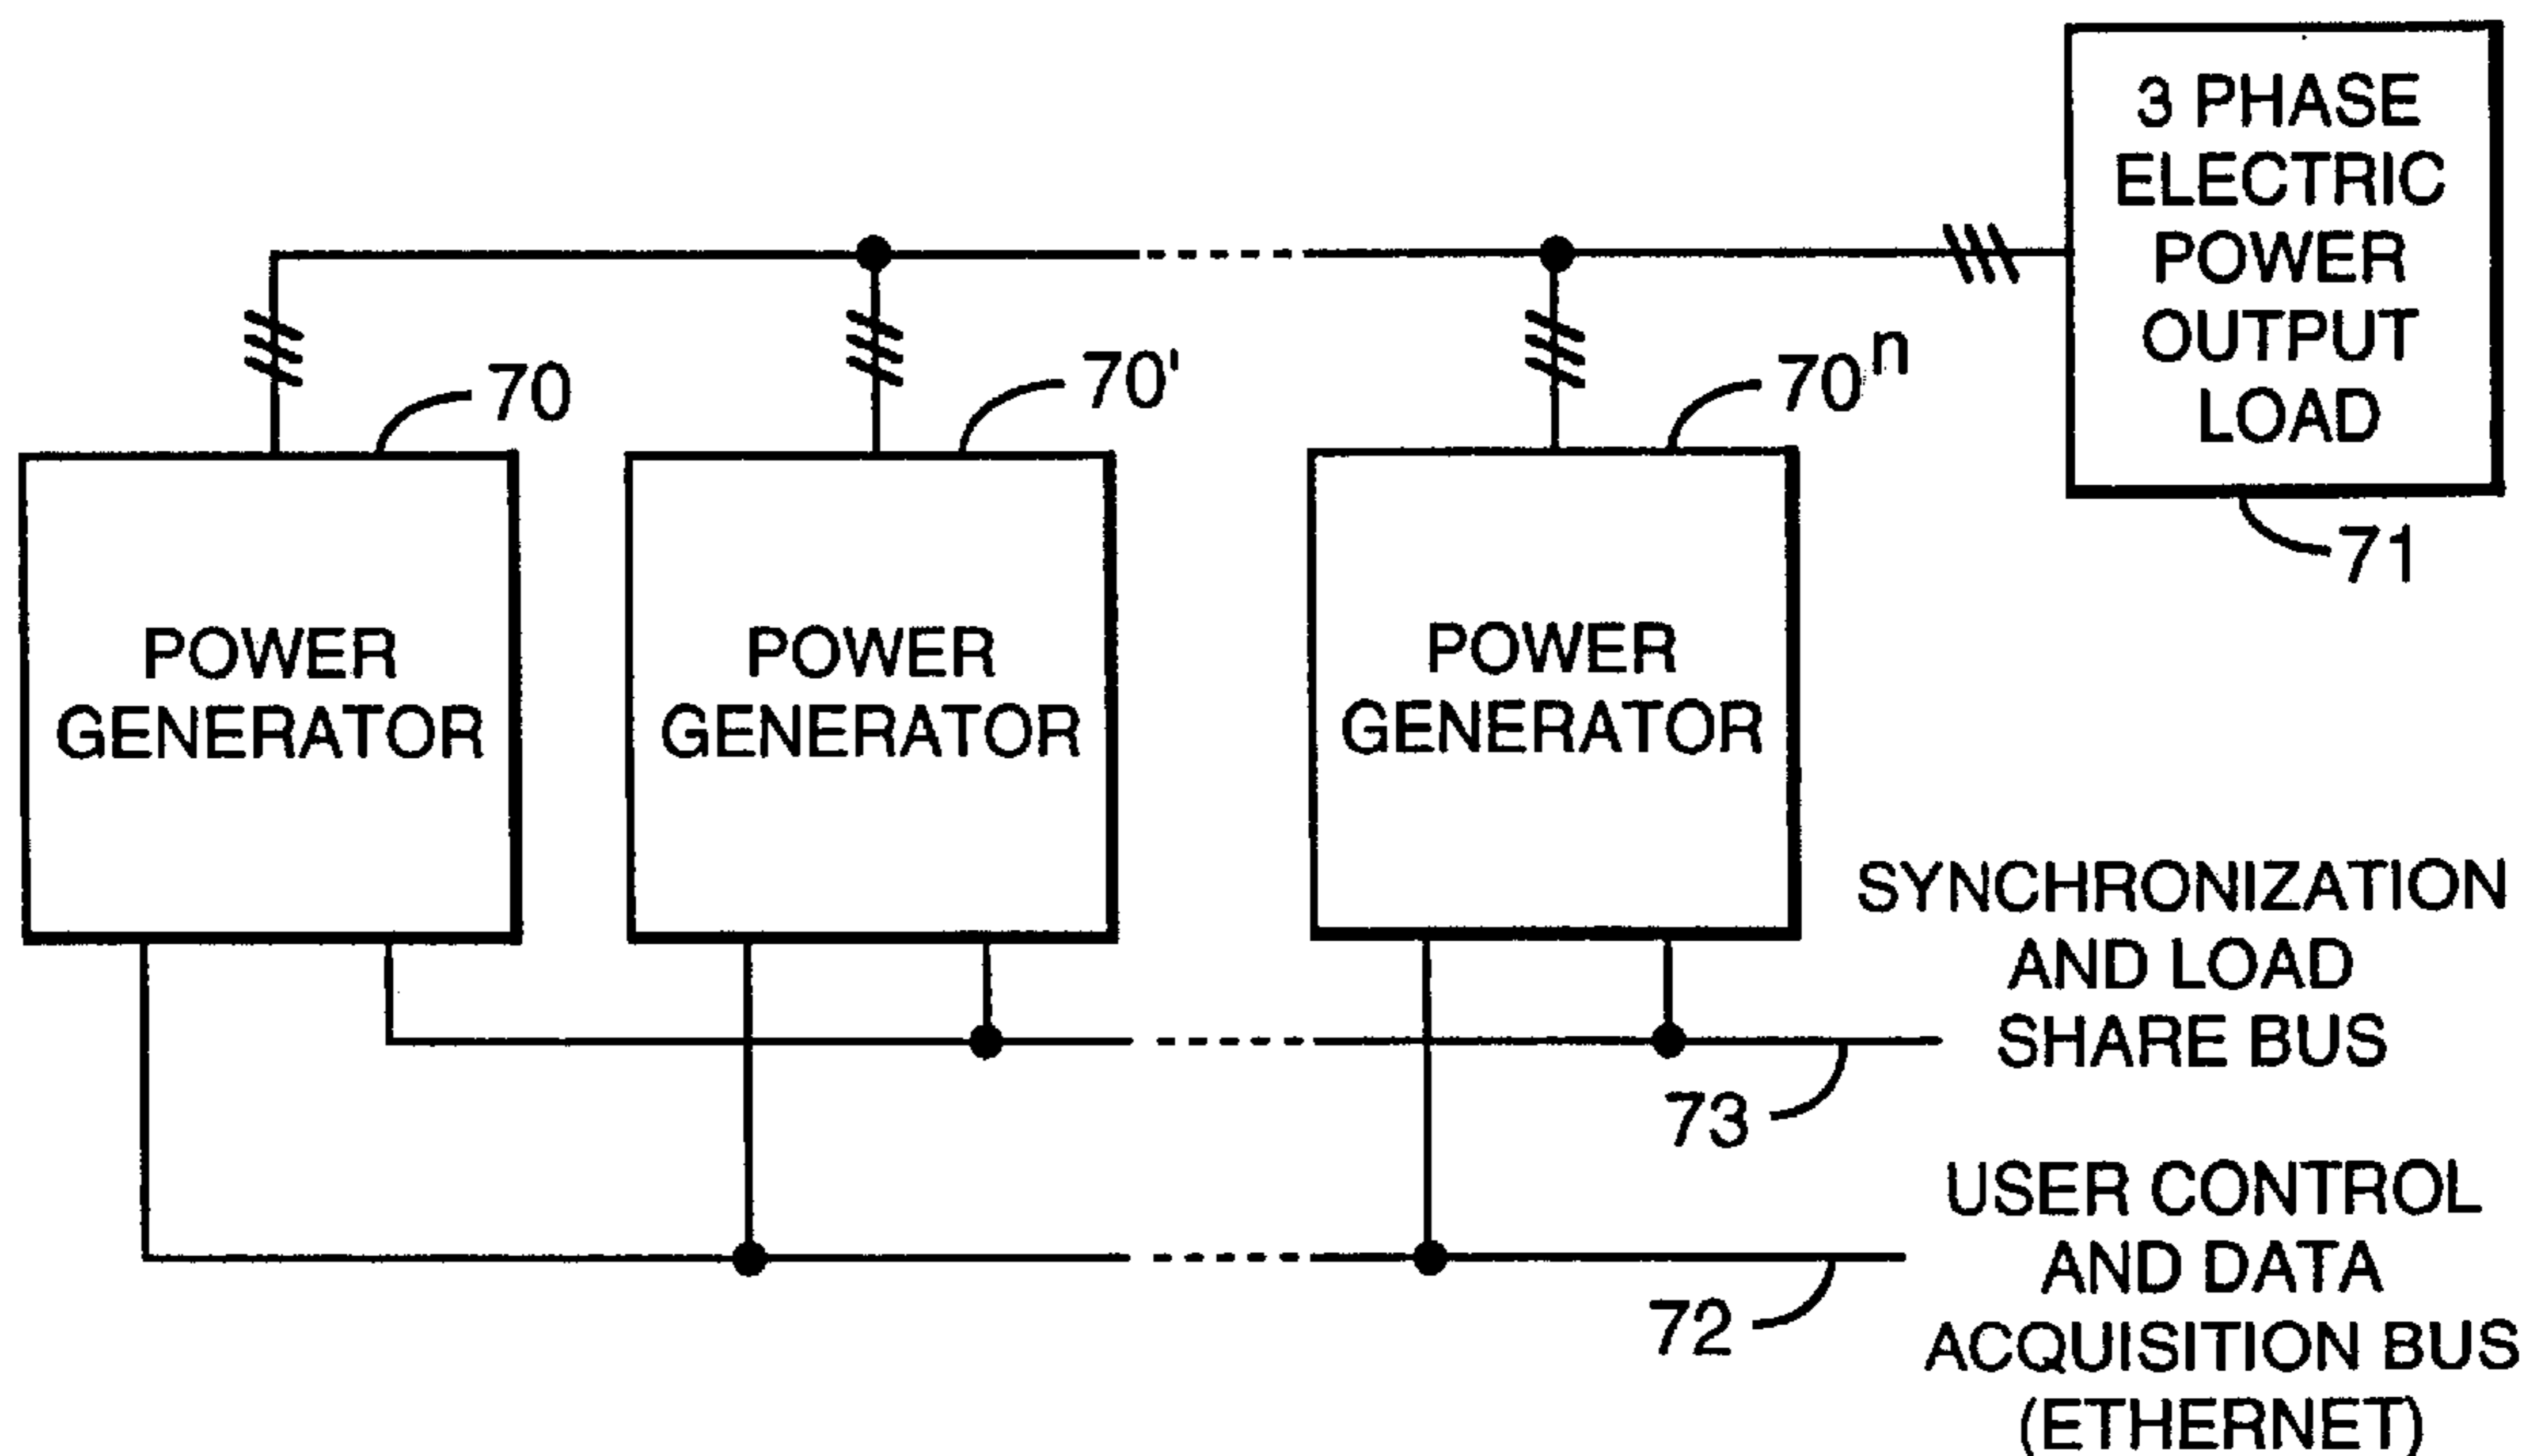 3 PHASE
ELECTRIC
POWER
OUTPUT
LOAD
71
70
70'
70ⁿ
POWER
GENERATOR
POWER
GENERATOR
POWER
GENERATOR
SYNCHRONIZATION
AND LOAD
SHARE BUS
73
USER CONTROL
AND DATA
ACQUISITION BUS
(ETHERNET)
72